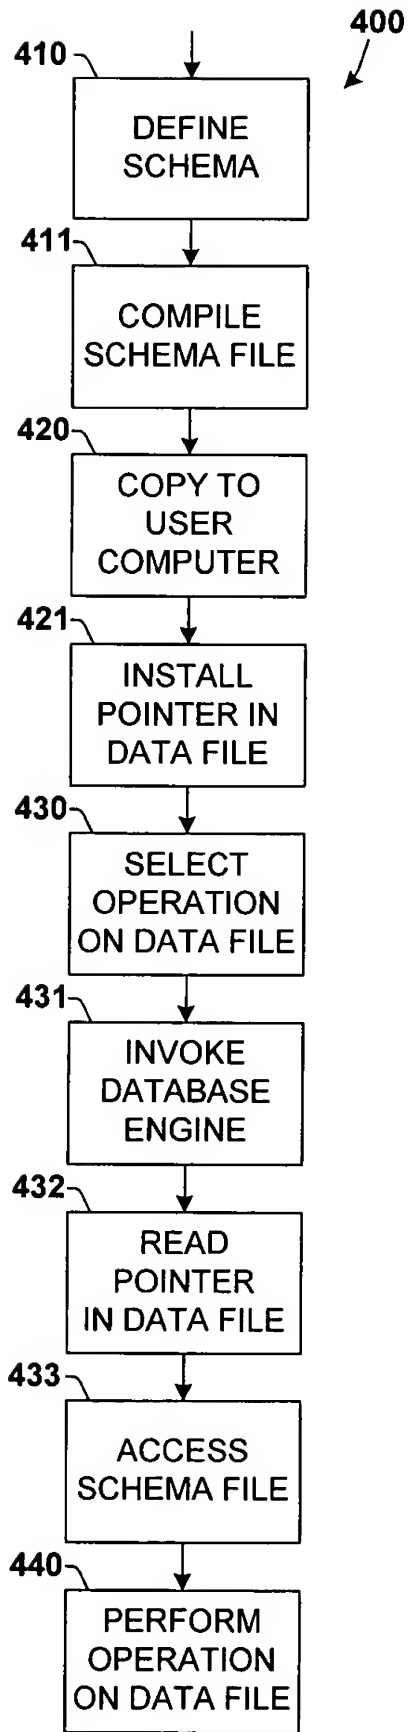 400
410
DEFINE
SCHEMA
411
COMPILE
SCHEMA FILE
420
COPY TO
USER
COMPUTER
421
INSTALL
POINTER IN
DATA FILE
430
SELECT
OPERATION
ON DATA FILE
431
INVOKE
DATABASE
ENGINE
432
READ
POINTER
IN DATA FILE
433
ACCESS
SCHEMA FILE
440
PERFORM
OPERATION
ON DATA FILE